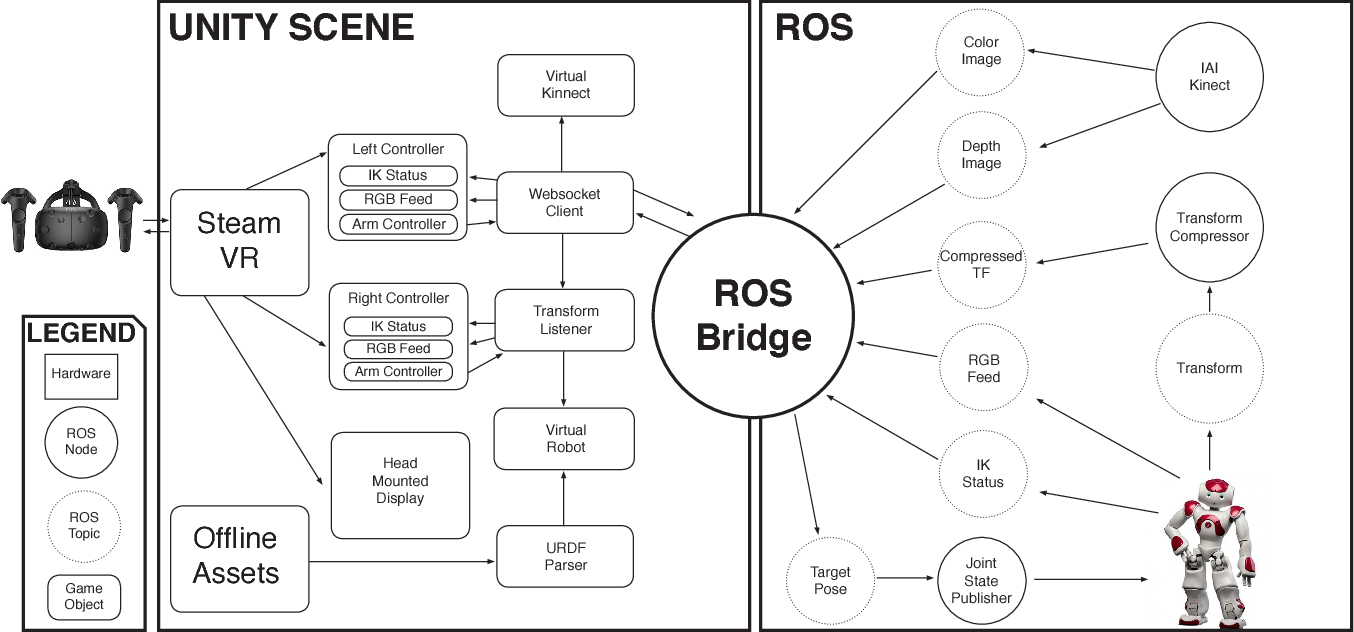 UNITY SCENE
ROS
Virtual
Kinnect
Left Controller
IK Status
RGB Feed
Arm Controller
Websocket
Client
Steam
VR
Right Controller
IK Status
RGB Feed
Arm Controller
Transform
Listener
Virtual
Robot
Head
Mounted
Display
Offline
Assets
URDF
Parser
LEGEND
Hardware
ROS
Node
ROS
Topic
Game
Object
ROS
Bridge
Color
Image
IAI
Kinect
Depth
Image
Transform
Compressor
Compressed
TF
RGB
Feed
Transform
IK
Status
Target
Pose
Joint
State
Publisher